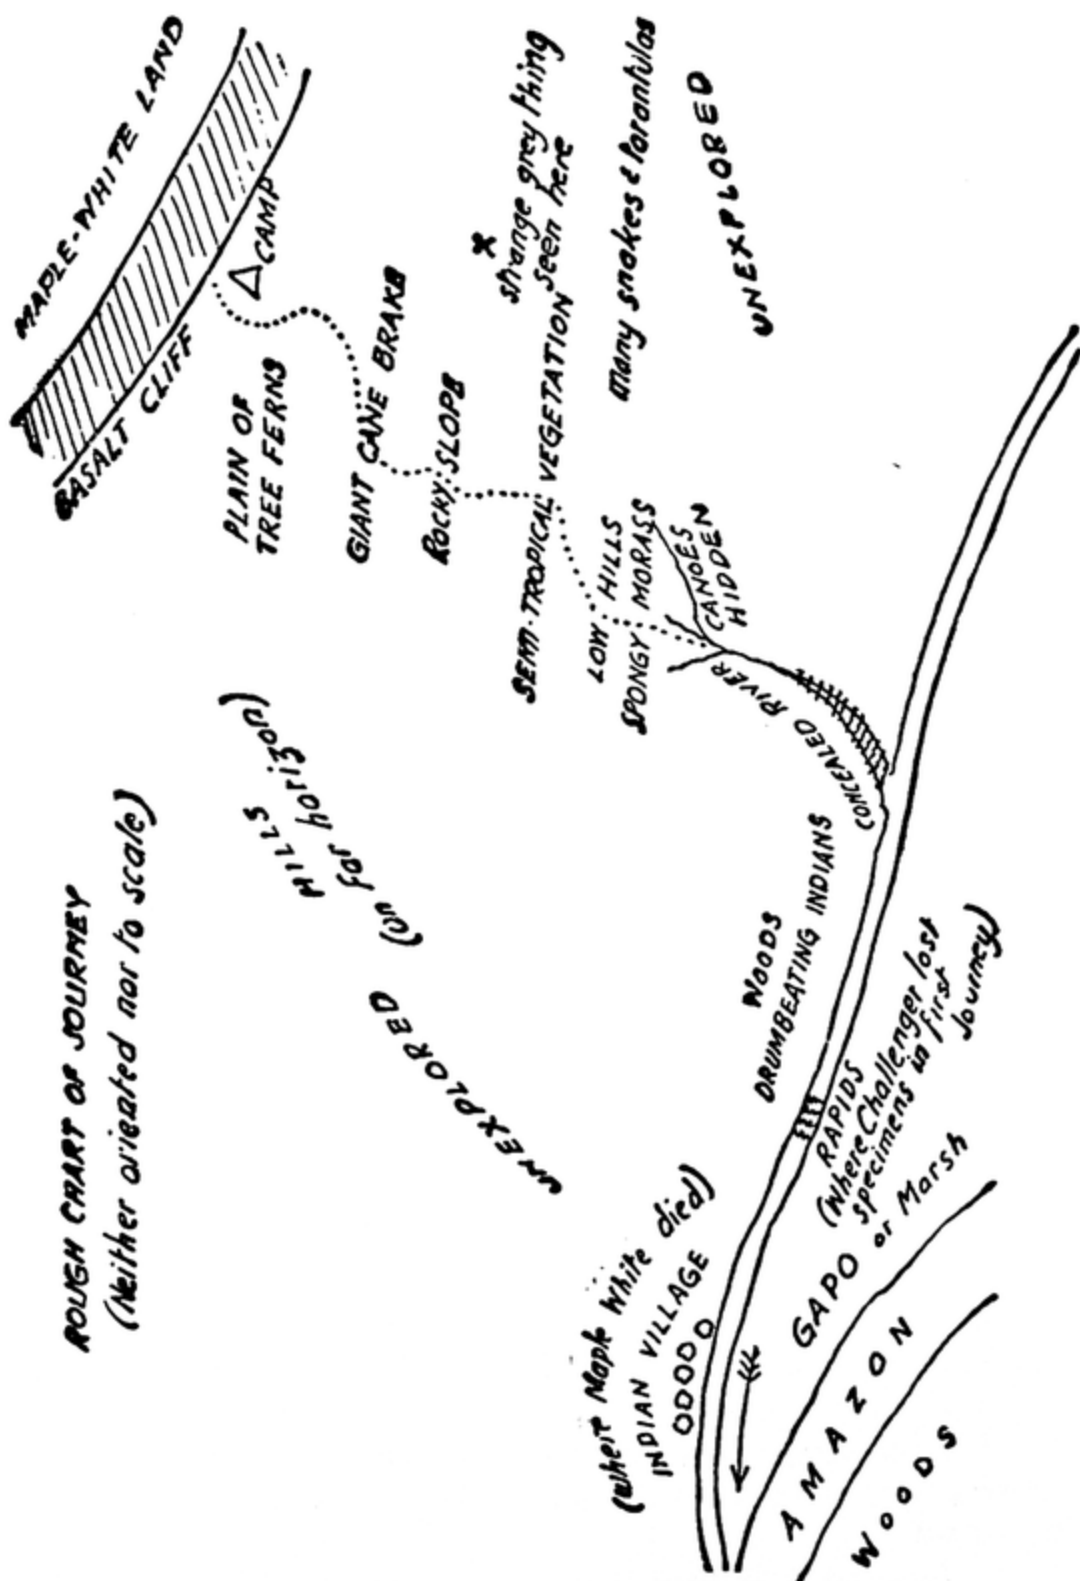 ROUGH CHART OF JOURNEY
(Neither oriented nor to scale)
MAPLE-WHITE LAND
BASALT CLIFF
CAMP
PLAIN OF
TREE FERNS
GIANT CANE BRAKE
ROCKY SLOPE
X
strange grey thing
seen here
SEMI-TROPICAL VEGETATION
many snakes & tarantulas
UNEXPLORED
LOW HILLS
SPONGY MORASS
CANOES
HIDDEN
CONCEALED RIVER
HILLS
(on far horizon)
UNEXPLORED
WOODS
DRUMBEATING INDIANS
RAPIDS
(Where Challenger lost
specimens in first
Journey)
(Where Maple White died)
INDIAN VILLAGE
GAPO or Marsh
AMAZON
WOODS